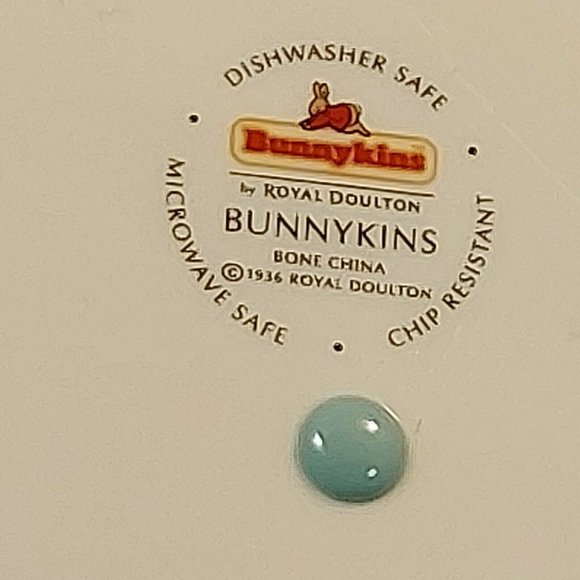 DISHWASHER SAFE
Bunnykins
by ROYAL DOULTON
BUNNYKINS
BONE CHINA
©1936 ROYAL DOULTON
MICROWAVE SAFE
CHIP RESISTANT